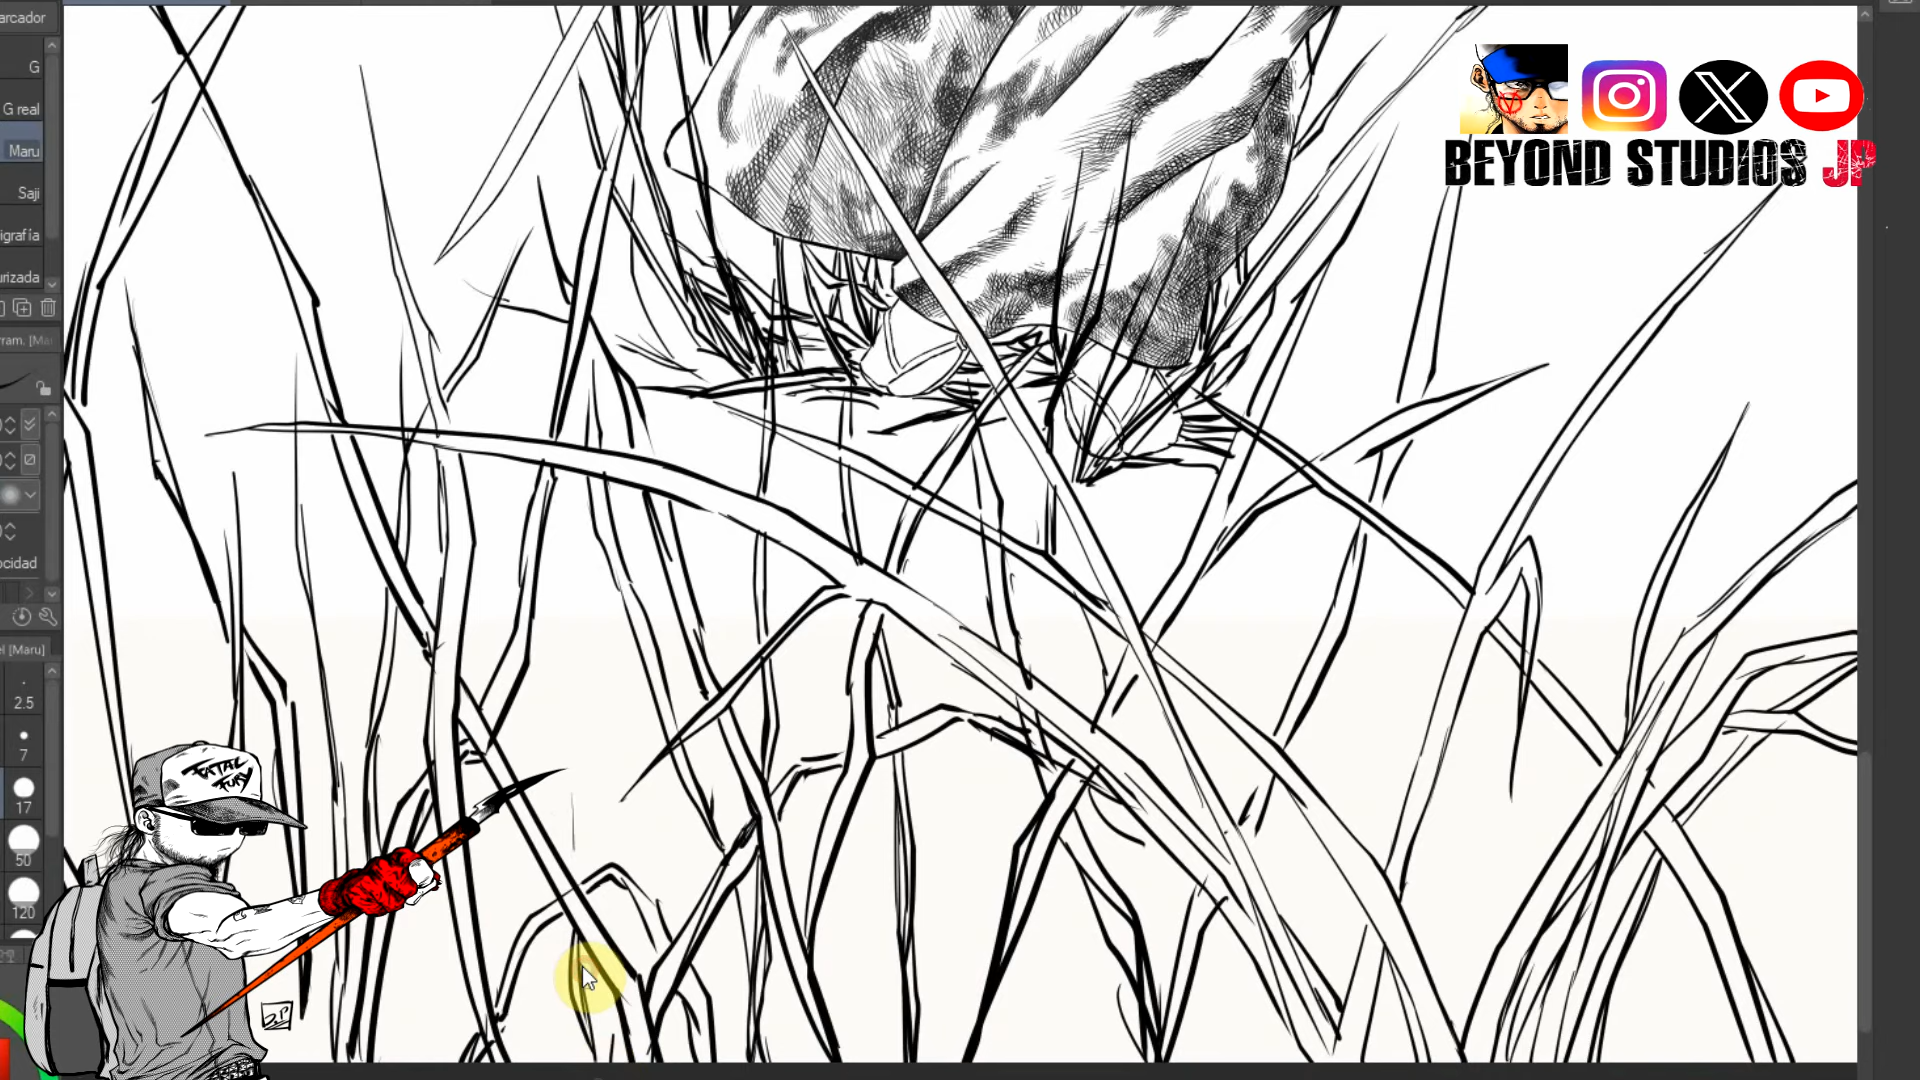 arcador
G
G real
Maru
Saji
igrafía
urizada
ram. [Ma
ocidad
el [Maru]
2.5
7
17
50
120
BEYOND STUDIOS JP
FATAL
FURY
D.P